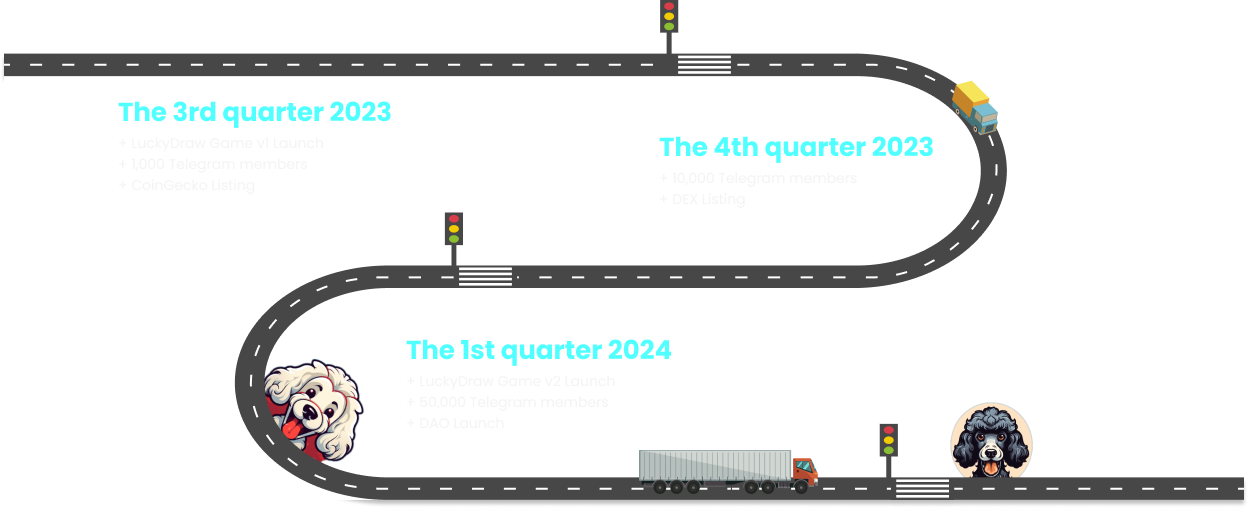 The 3rd quarter 2023
+ LuckyDraw Game v1 Launch
+ 1,000 Telegram members
+ CoinGecko Listing
The 4th quarter 2023
+ 10,000 Telegram members
+ DEX Listing
The 1st quarter 2024
+ LuckyDraw Game v2 Launch
+ 50,000 Telegram members
+ DAO Launch